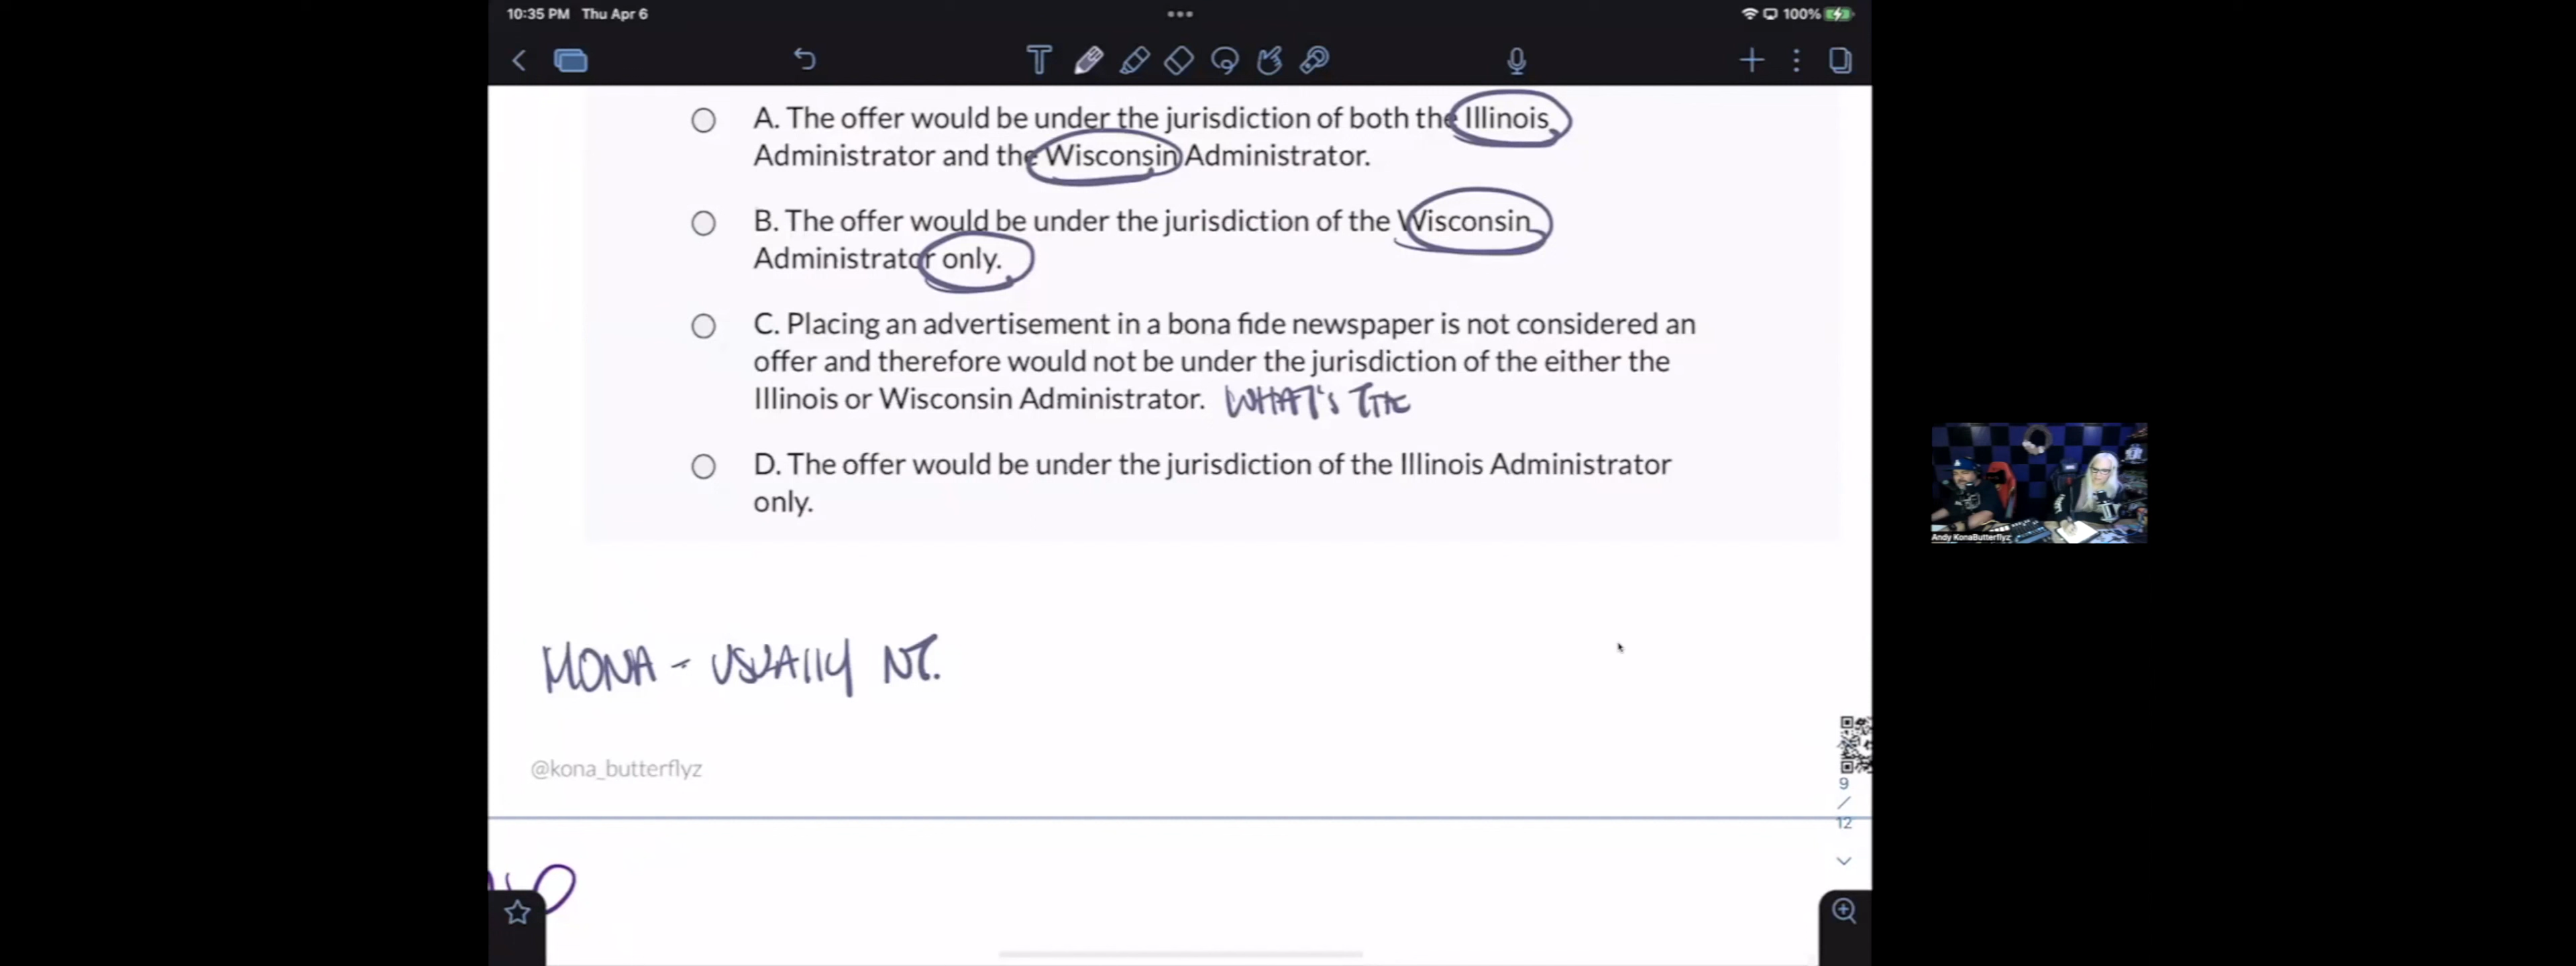 10:35 PM Thu Apr 6
100%
A. The offer would be under the jurisdiction of both the Illinois
Administrator and the Wisconsin Administrator.
B. The offer would be under the jurisdiction of the Wisconsin
Administrator only.
C. Placing an advertisement in a bona fide newspaper is not considered an
offer and therefore would not be under the jurisdiction of the either the
Illinois or Wisconsin Administrator. WHAT'S THE
D. The offer would be under the jurisdiction of the Illinois Administrator
only.
Andy KonaButterflyz
MONA - USUALLY NT.
@kona_butterflyz
9
/
12